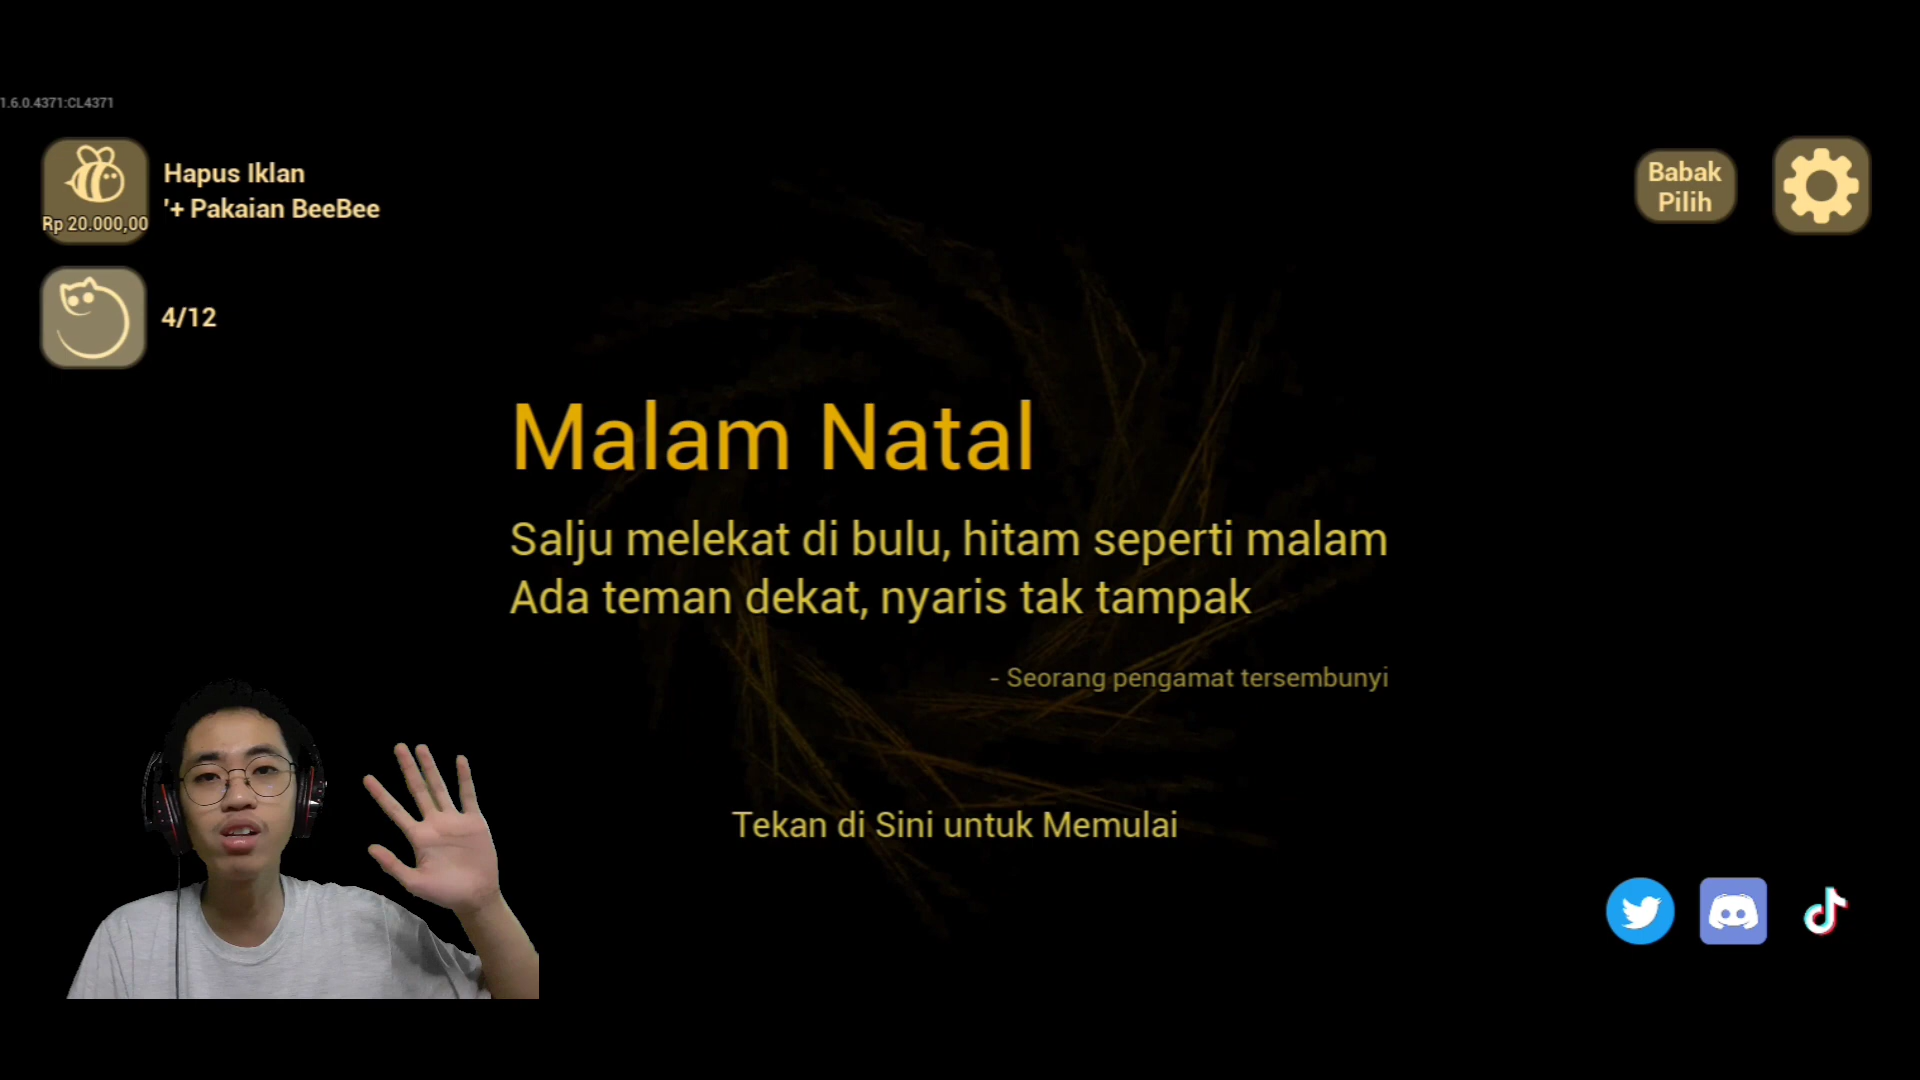 1.6.0.4371:CL4371
Hapus Iklan
'+ Pakaian BeeBee
Rp 20.000,00
4/12
Babak
Pilih
Malam Natal
Salju melekat di bulu, hitam seperti malam
Ada teman dekat, nyaris tak tampak
- Seorang pengamat tersembunyi
Tekan di Sini untuk Memulai